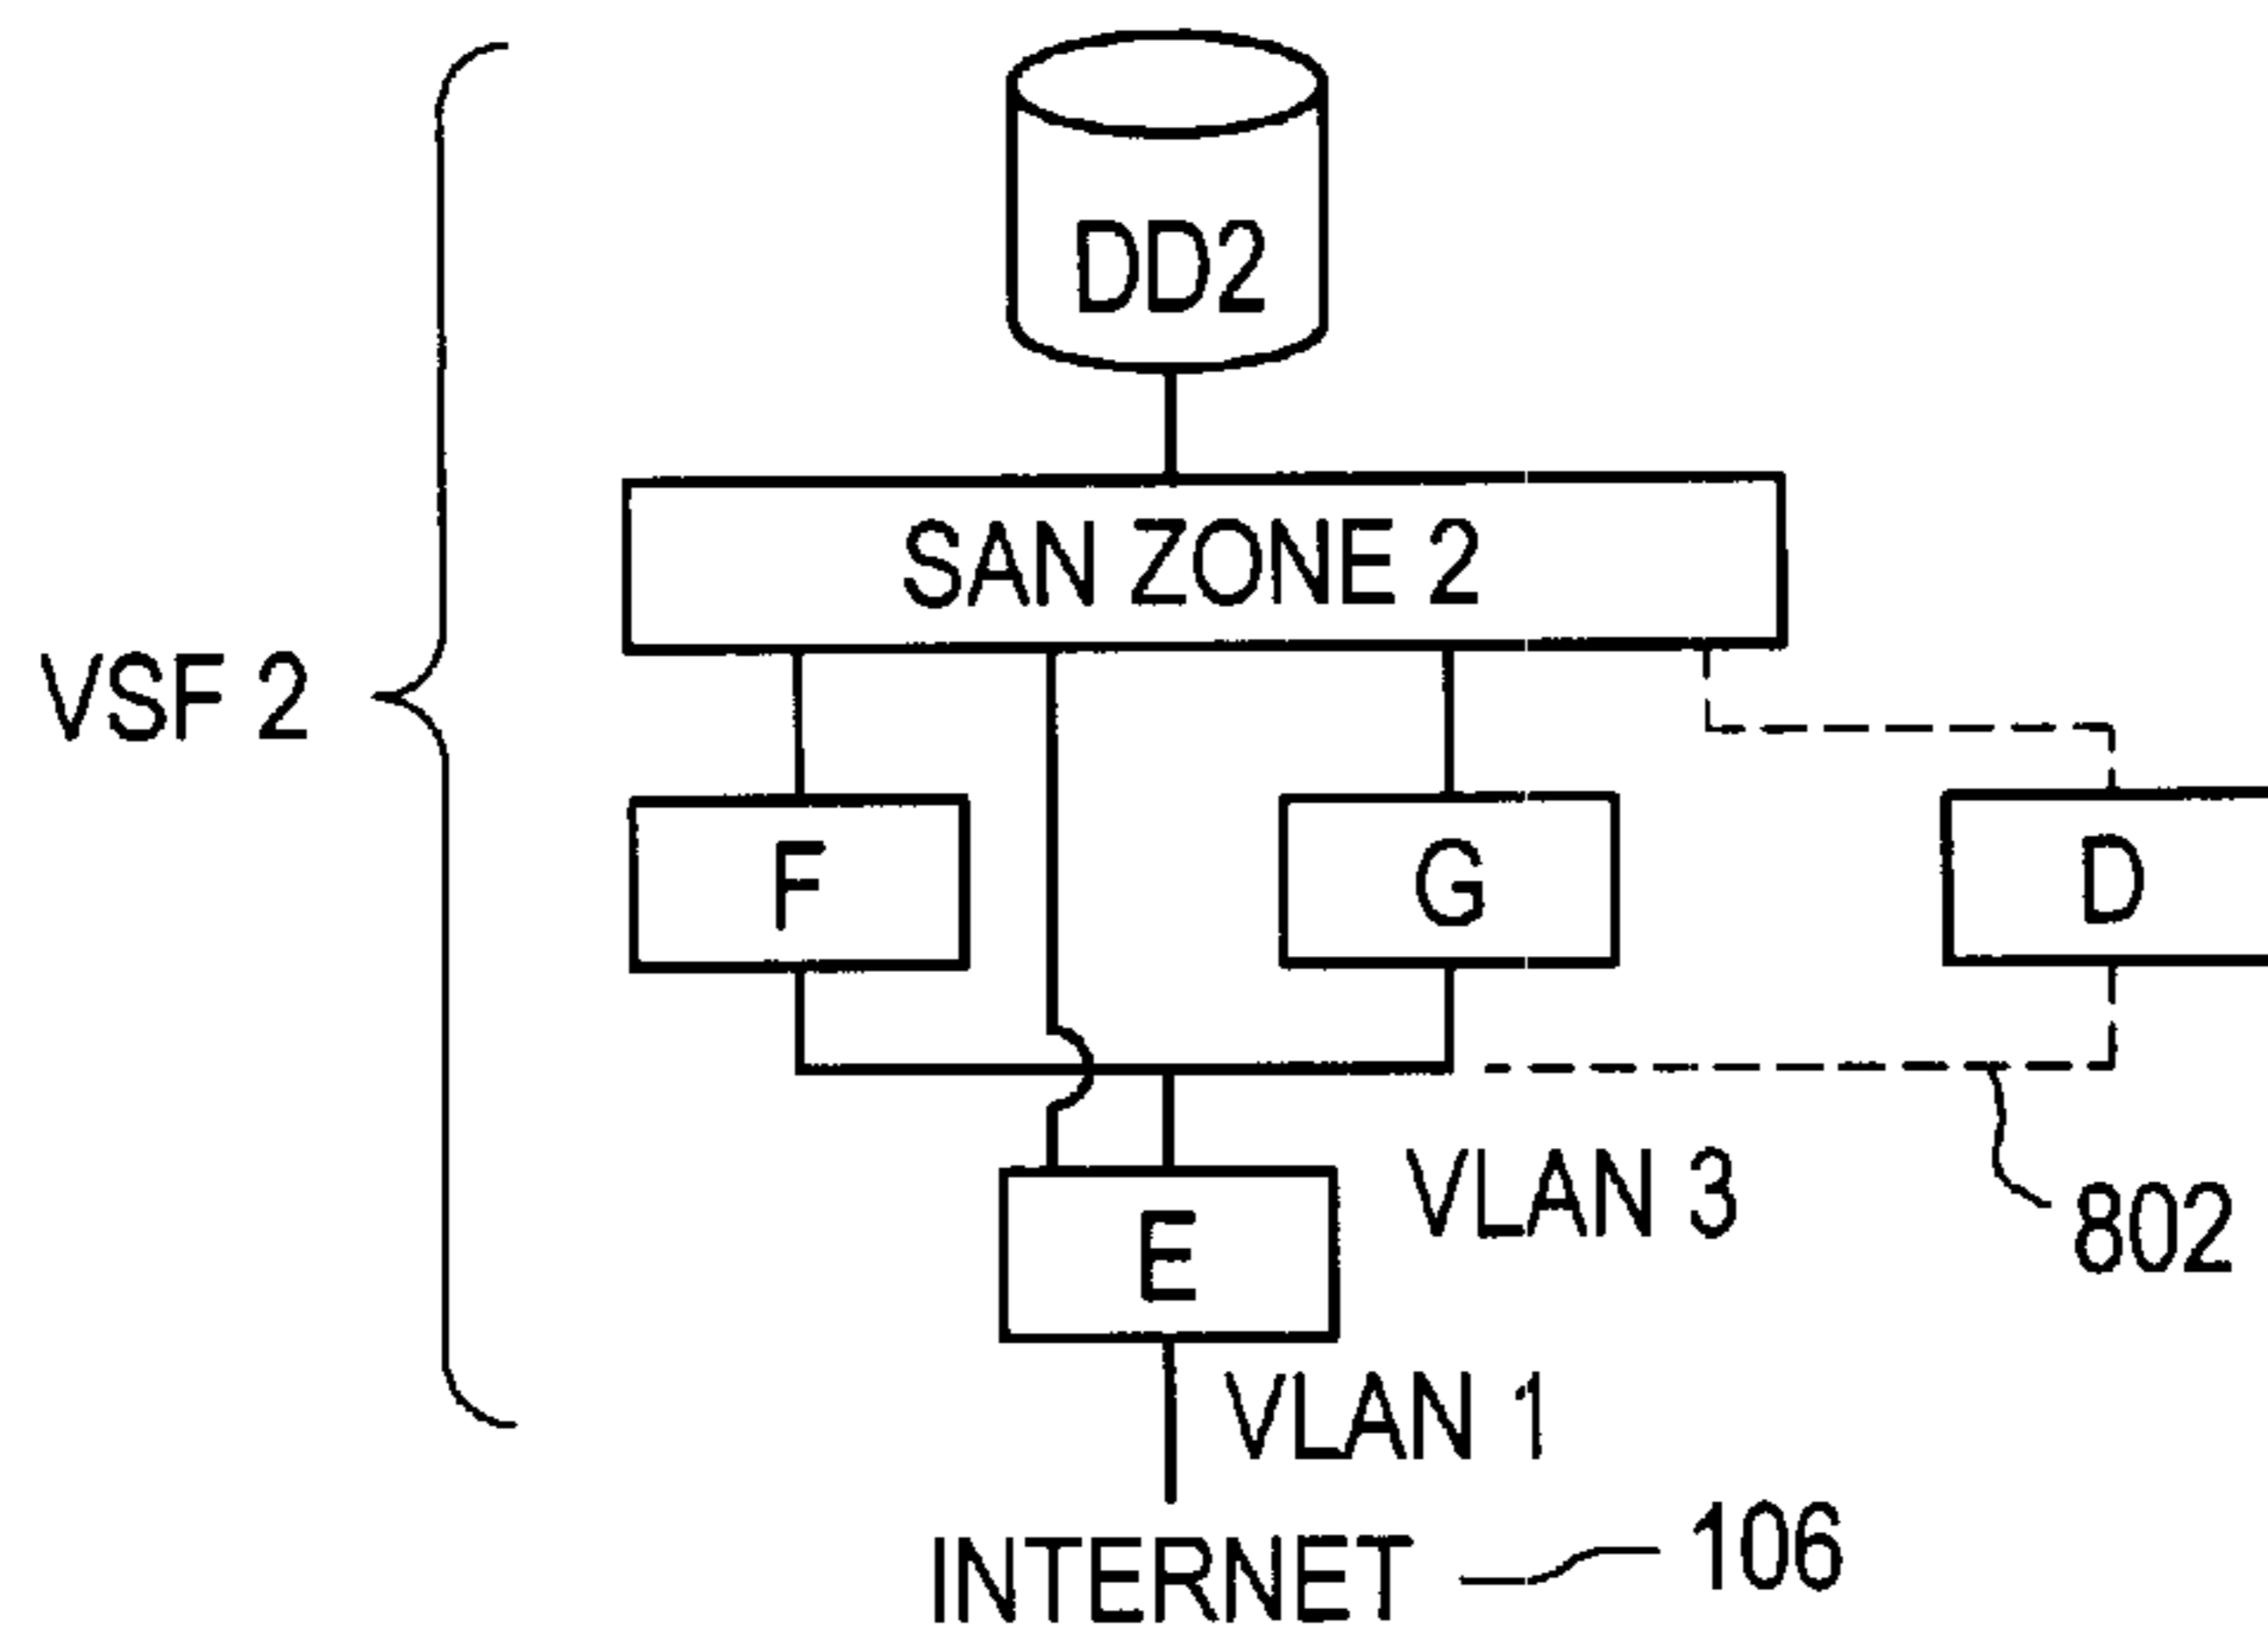 DD2
SAN ZONE 2
VSF 2
F
G
D
VLAN 3
802
E
VLAN 1
INTERNET
106